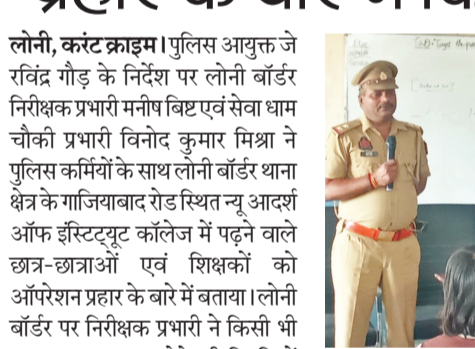 लोनी, करंट क्राइम।पुलिस आयुक्त जे
रविंद्र गौड़ के निर्देश पर लोनी बॉर्डर
निरीक्षक प्रभारी मनीष बिष्ट एवं सेवा धाम
चौकी प्रभारी विनोद कुमार मिश्रा ने
पुलिस कर्मियों के साथ लोनी बॉर्डर थाना
क्षेत्र के गाजियाबाद रोड स्थित न्यू आदर्श
ऑफ इंस्टिट्यूट कॉलेज में पढ़ने वाले
छात्र-छात्राओं एवं शिक्षकों को
ऑपरेशन प्रहार के बारे में बताया।लोनी
बॉर्डर पर निरीक्षक प्रभारी ने किसी भी